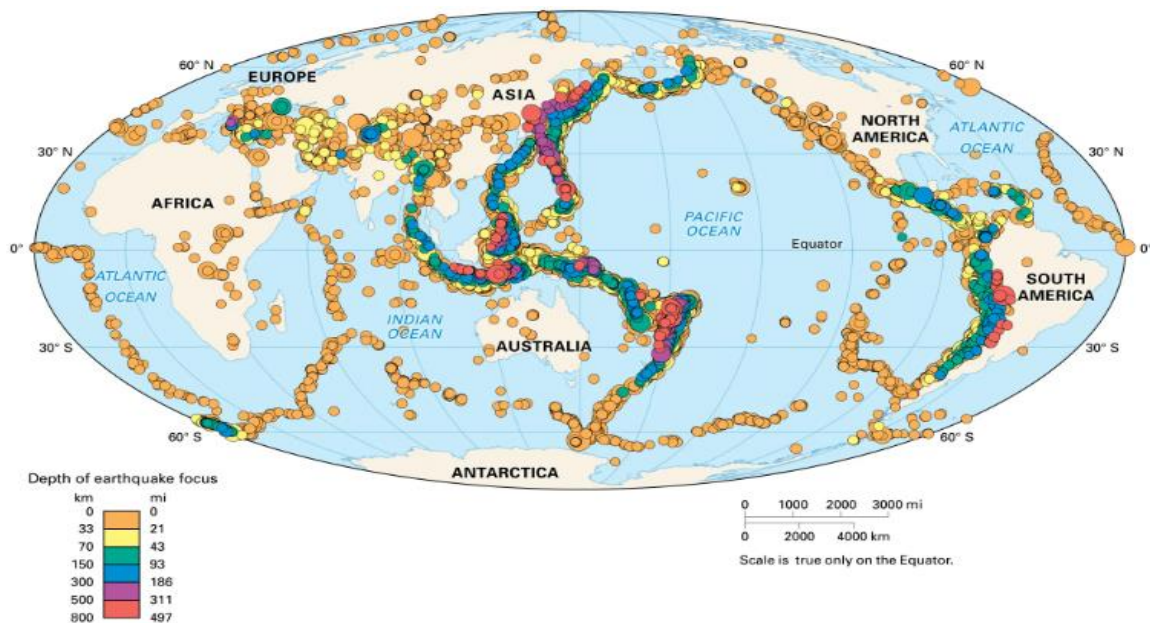 60° N
60° N
EUROPE
ASIA
NORTH
AMERICA
ATLANTIC
OCEAN
30° N
30° N
AFRICA
PACIFIC
OCEAN
0°
Equator
0°
ATLANTIC
OCEAN
SOUTH
AMERICA
INDIAN
OCEAN
AUSTRALIA
30° S
30° S
60° S
60° S
ANTARCTICA
Depth of earthquake focus
km mi
0 0
33 21
70 43
150 93
300 186
500 311
800 497
0 1000 2000 3000 mi
0 2000 4000 km
Scale is true only on the Equator.